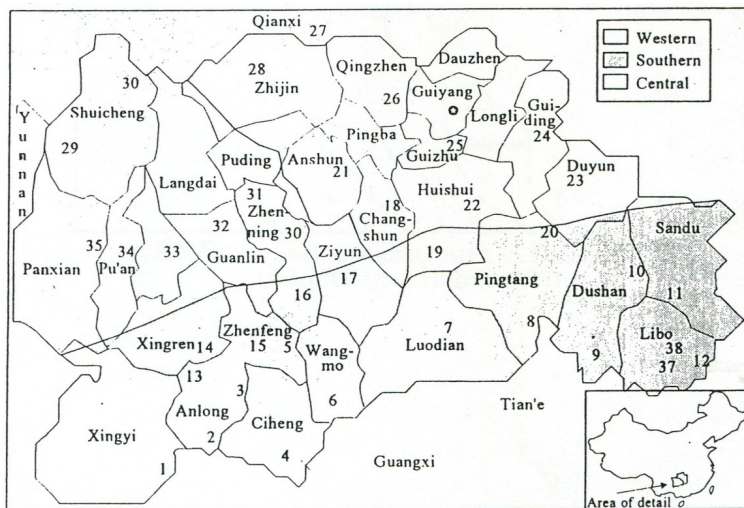 Qianxi 27
Dauzhen
Western
Southern
Central
28
Zhijin
Qingzhen
26
Guiyang
Longli
Gui-
ding
24
30
Shuicheng
29
Yunnan
Puding
Anshun
21
Pingba
25
Guizhu
Duyun
23
Langdai
31
Zhen-
ning
30
18
Chang-
shun
Huishui
22
Sandu
35
34
Pu'an
33
32
Guanlin
Ziyun
17
19
20
Panxian
16
Pingtang
8
Dushan
10
11
9
Xingren
14
Zhenfeng
15
5
Wang-
mo
6
7
Luodian
Libo
38
37
12
13
Anlong
2
3
Ciheng
4
Xingyi
1
Tian'e
Guangxi
Area of detail